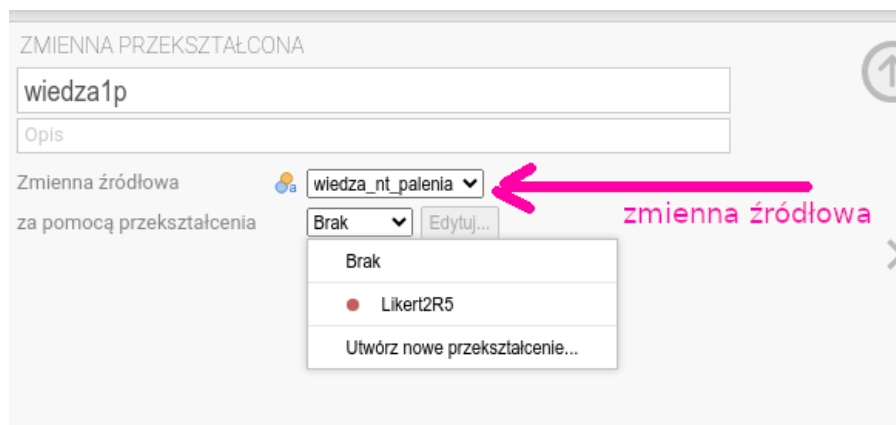 ZMIENNA PRZEKSZTAŁCONA
wiedza1p
Opis
Zmienna źródłowa a wiedza_nt_palenia
zmienna źródłowa
za pomocą przekształcenia Brak Edytuj...
Brak
Likert2R5
Utwórz nowe przekształcenie...